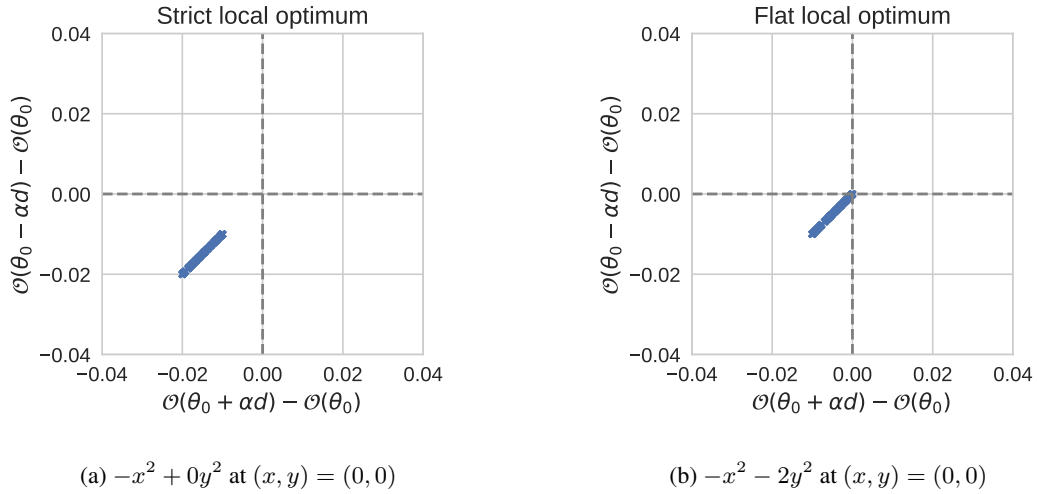 Strict local optimum
0.04
0.02
0.00
−0.02
−0.04
−0.04 −0.02 0.00 0.02 0.04
𝒪(θ₀ − αd) − 𝒪(θ₀)
𝒪(θ₀ + αd) − 𝒪(θ₀)
(a) −x² + 0y² at (x, y) = (0, 0)
Flat local optimum
0.04
0.02
0.00
−0.02
−0.04
−0.04 −0.02 0.00 0.02 0.04
𝒪(θ₀ − αd) − 𝒪(θ₀)
𝒪(θ₀ + αd) − 𝒪(θ₀)
(b) −x² − 2y² at (x, y) = (0, 0)